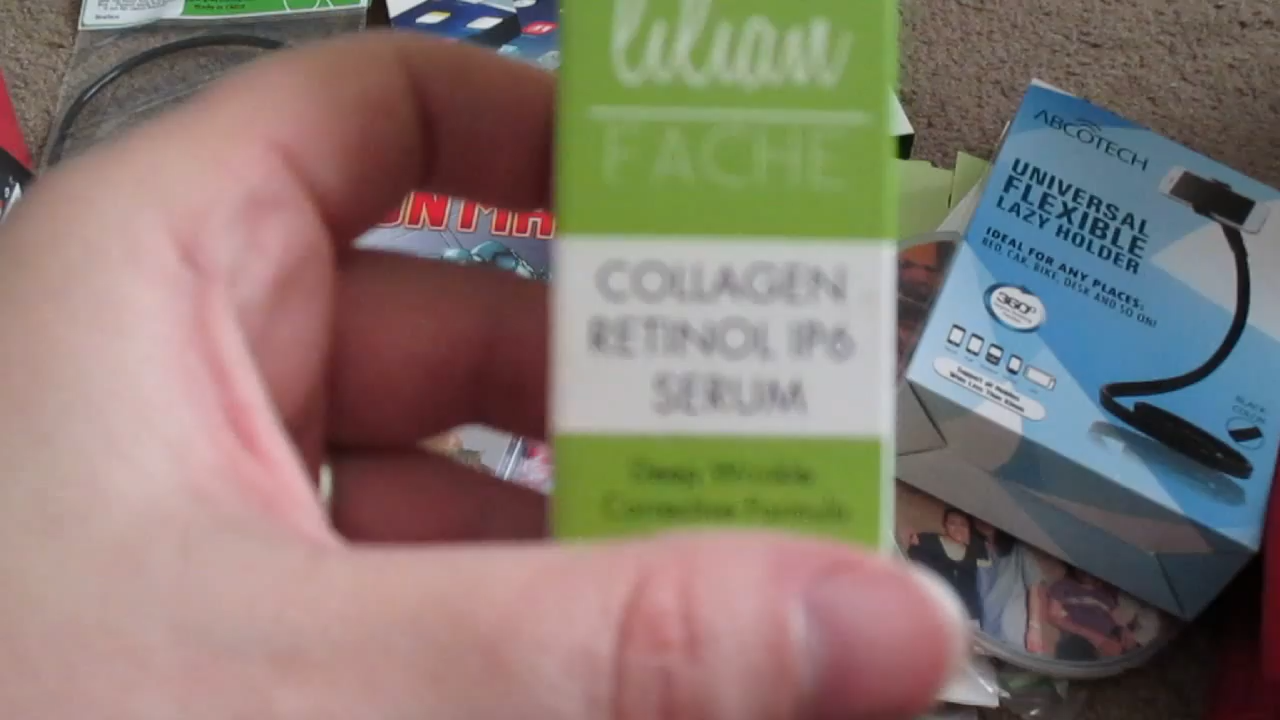 lilian
FACHE
COLLAGEN
RETINOL IP6
SERUM
Deep Wrinkle
Corrective Formula
ABCOTECH
UNIVERSAL
FLEXIBLE
LAZY HOLDER
IDEAL FOR ANY PLACES:
BED, CAR, BIKE, DESK AND SO ON!
360°
BLACK
COLOR